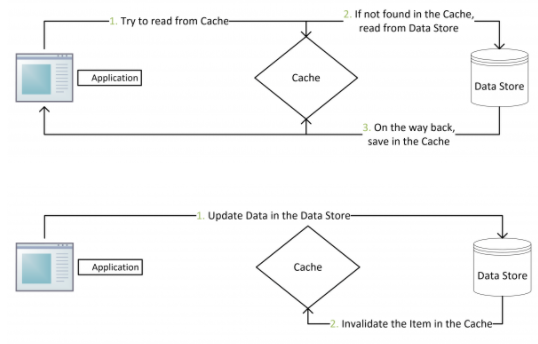 1. Try to read from Cache
2. If not found in the Cache,
read from Data Store
Application
Cache
Data Store
3. On the way back,
save in the Cache
1. Update Data in the Data Store
Application
Cache
Data Store
2. Invalidate the Item in the Cache